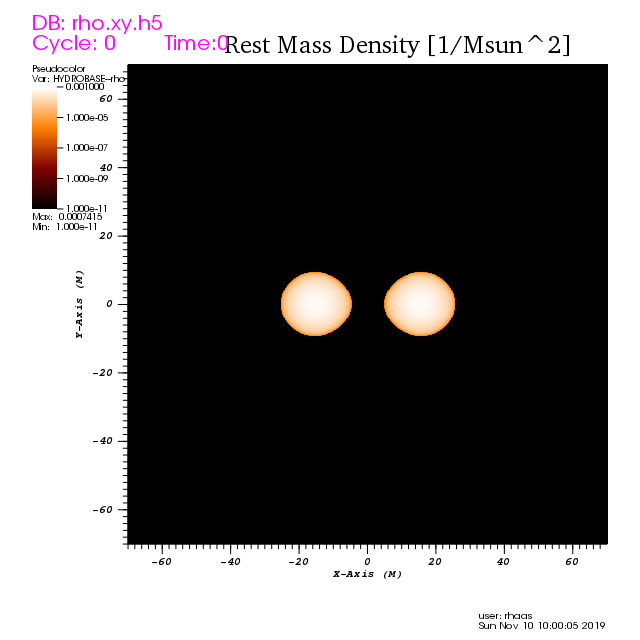 DB: rho.xy.h5
Cycle: 0 Time:0
Rest Mass Density [1/Msun^2]
Pseudocolor
Var: HYDROBASE--rho
0.001000
1.000e-05
1.000e-07
1.000e-09
1.000e-11
Max: 0.0007415
Min: 1.000e-11
60
40
20
0
-20
-40
-60
Y-Axis (M)
-60 -40 -20 0 20 40 60
X-Axis (M)
user: rhaas
Sun Nov 10 10:00:05 2019